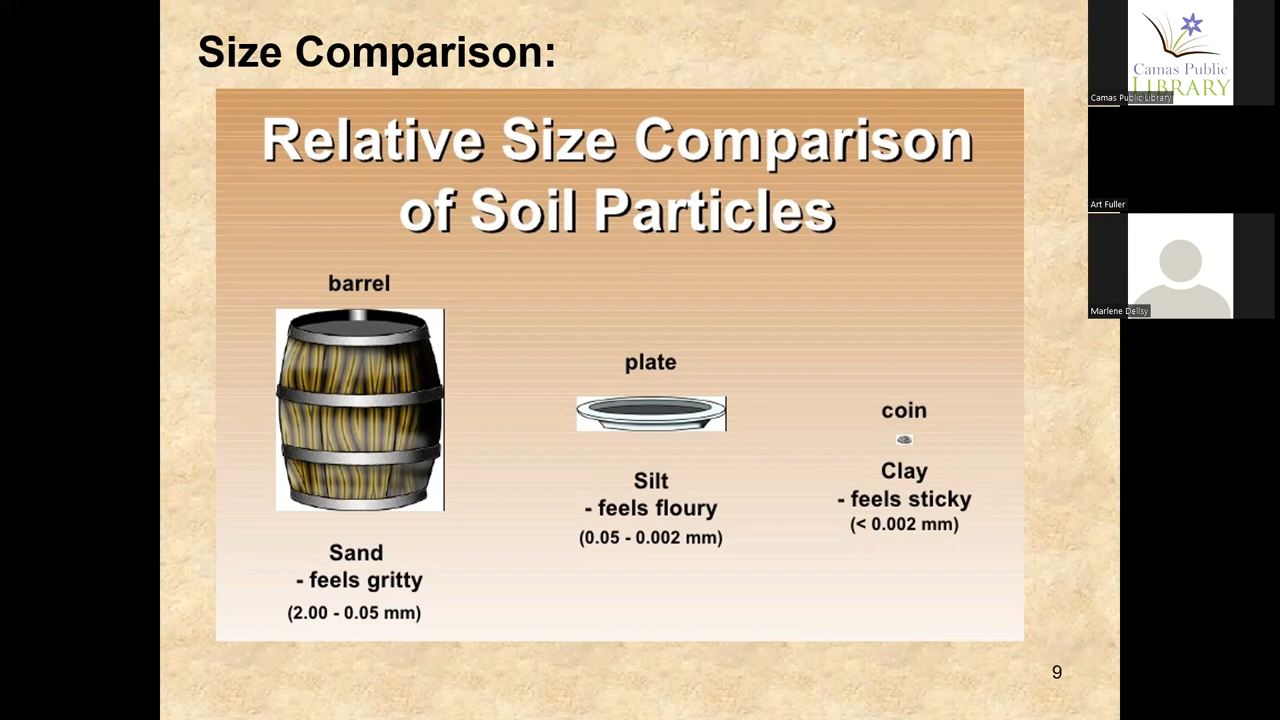 Size Comparison:
Relative Size Comparison
of Soil Particles
barrel
Sand
- feels gritty
(2.00 - 0.05 mm)
plate
Silt
- feels floury
(0.05 - 0.002 mm)
coin
Clay
- feels sticky
(< 0.002 mm)
9
Camas Public
LIBRARY
Camas Public Library
Art Fuller
Marlene Dellsy